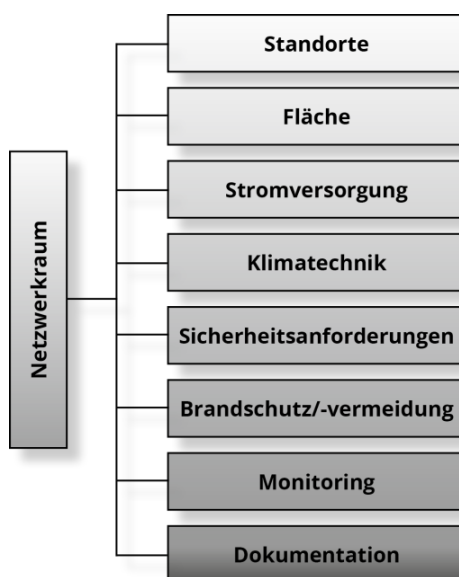 Netzwerkraum
Standorte
Fläche
Stromversorgung
Klimatechnik
Sicherheitsanforderungen
Brandschutz/-vermeidung
Monitoring
Dokumentation